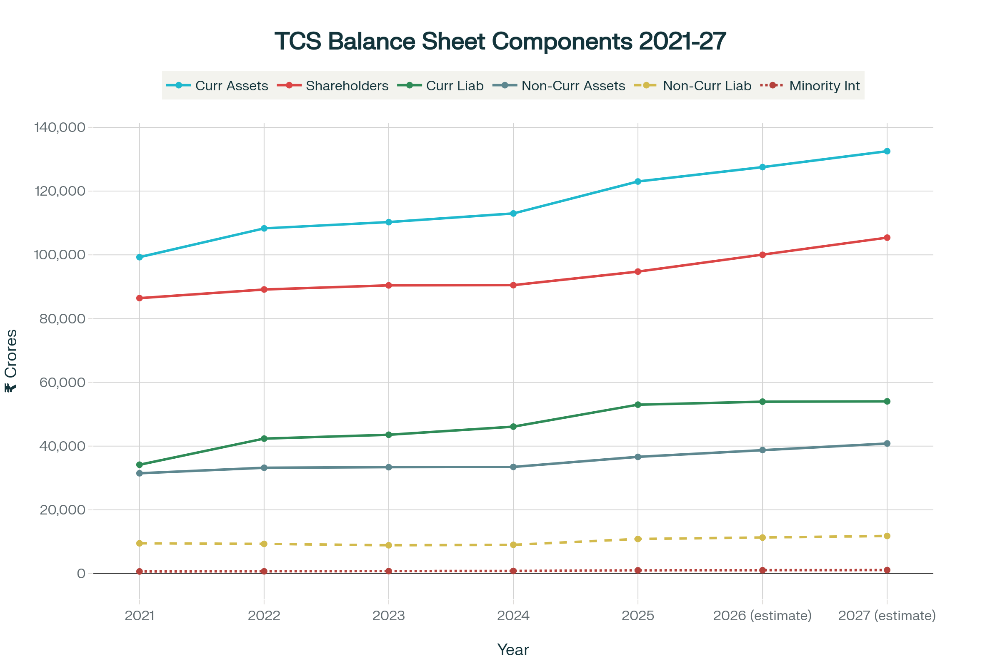 TCS Balance Sheet Components 2021-27
Curr Assets Shareholders Curr Liab Non-Curr Assets Non-Curr Liab Minority Int
140,000
120,000
100,000
80,000
60,000
40,000
20,000
0
₹ Crores
2021 2022 2023 2024 2025 2026 (estimate) 2027 (estimate)
Year